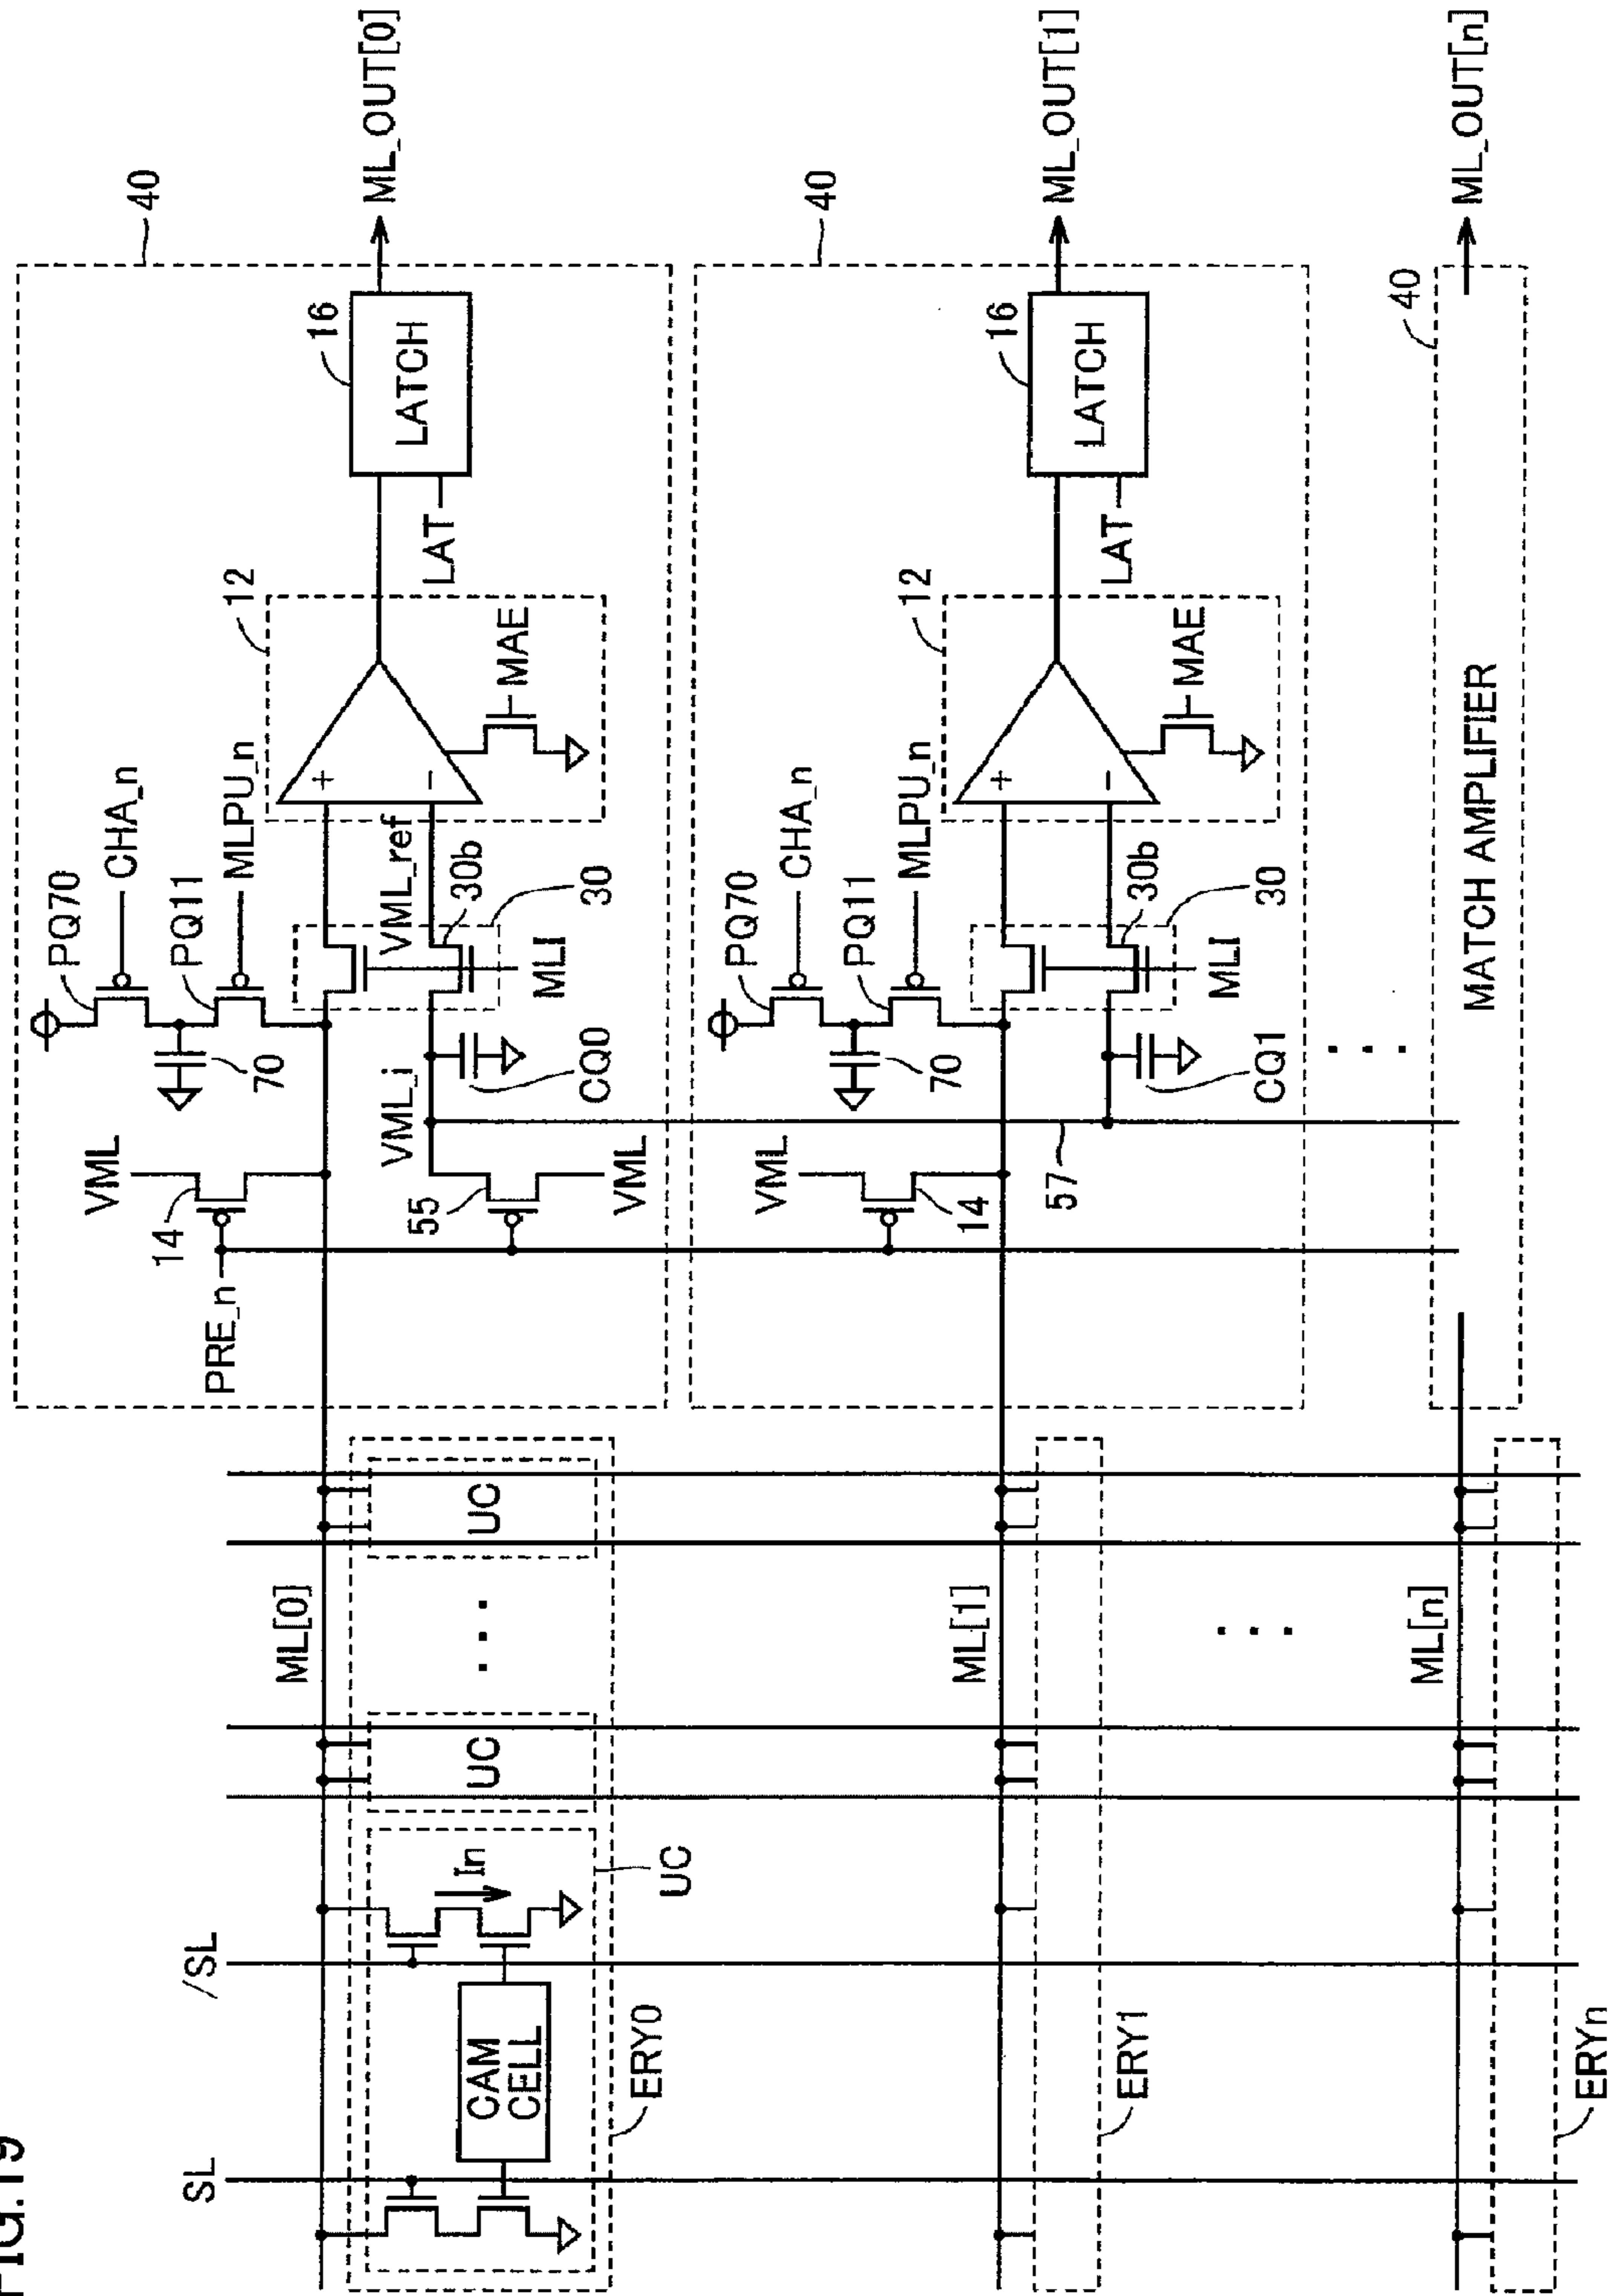 FIG.19
SL
/SL
CAM
CELL
In
UC
ERY0
UC
. . .
UC
ML[0]
PRE_n
14
VML
55
VML
VML_i
CQ0
70
PQ70
CHA_n
PQ11
MLPU_n
VML_ref
30b
30
MLI
+
-
12
MAE
LAT
LATCH
16
40
ML_OUT[0]
ERY1
ML[1]
VML
14
57
CQ1
70
PQ70
CHA_n
PQ11
MLPU_n
30b
30
MLI
+
-
12
MAE
LAT
LATCH
16
40
ML_OUT[1]
. . .
. . .
ERYn
ML[n]
MATCH AMPLIFIER
40
ML_OUT[n]